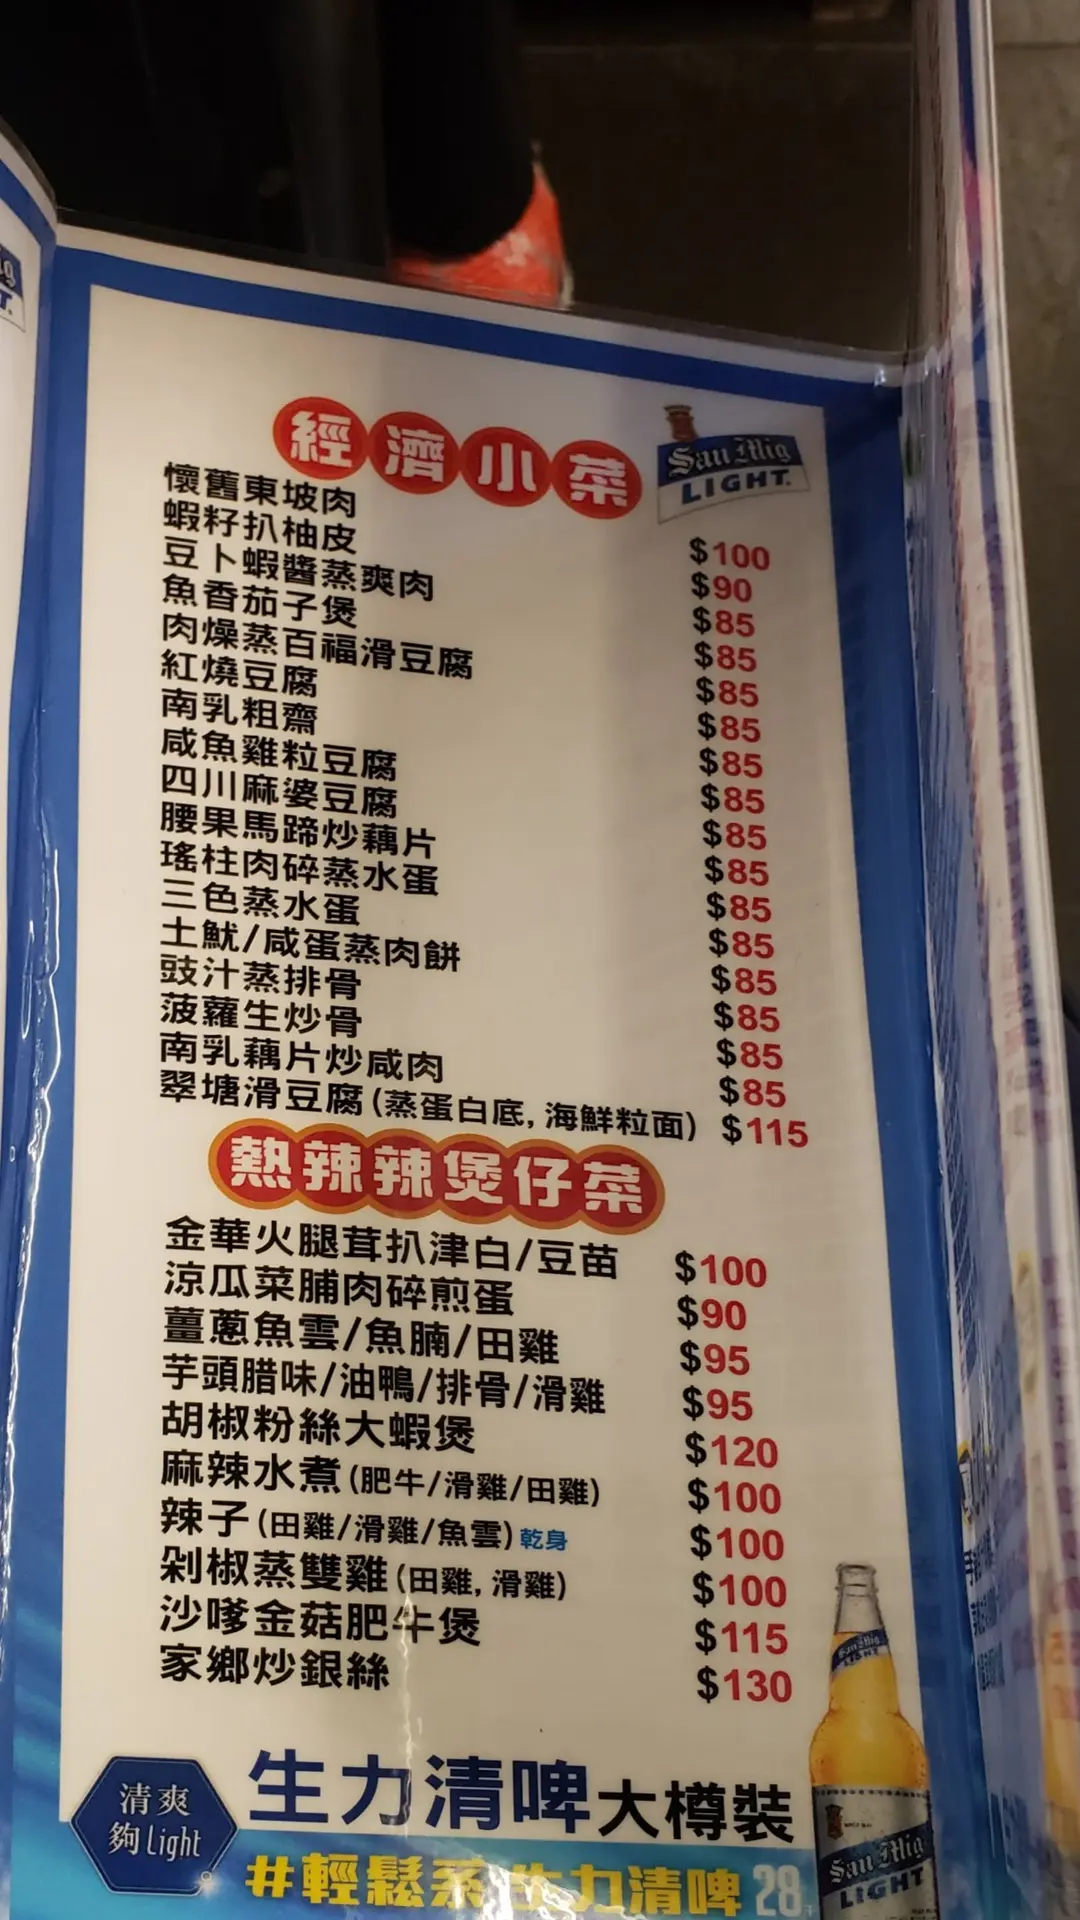 經濟小菜
San Mig
LIGHT.
懷舊東坡肉 $100
蝦籽扒柚皮 $90
豆卜蝦醬蒸爽肉 $85
魚香茄子煲 $85
肉燥蒸百福滑豆腐 $85
紅燒豆腐 $85
南乳粗齋 $85
咸魚雞粒豆腐 $85
四川麻婆豆腐 $85
腰果馬蹄炒藕片 $85
瑤柱肉碎蒸水蛋 $85
三色蒸水蛋 $85
土魷/咸蛋蒸肉餅 $85
豉汁蒸排骨 $85
菠蘿生炒骨 $85
南乳藕片炒咸肉 $85
翠塘滑豆腐(蒸蛋白底, 海鮮粒面) $115
熱辣辣煲仔菜
金華火腿茸扒津白/豆苗 $100
涼瓜菜脯肉碎煎蛋 $90
薑蔥魚雲/魚腩/田雞 $95
芋頭腊味/油鴨/排骨/滑雞 $95
胡椒粉絲大蝦煲 $120
麻辣水煮(肥牛/滑雞/田雞) $100
辣子(田雞/滑雞/魚雲)乾身 $100
剁椒蒸雙雞(田雞, 滑雞) $100
沙嗲金菇肥牛煲 $115
家鄉炒銀絲 $130
清爽
夠Light
生力清啤大樽裝
#輕鬆 生力清啤 28
San Mig
LIGHT
San Mig
LIGHT